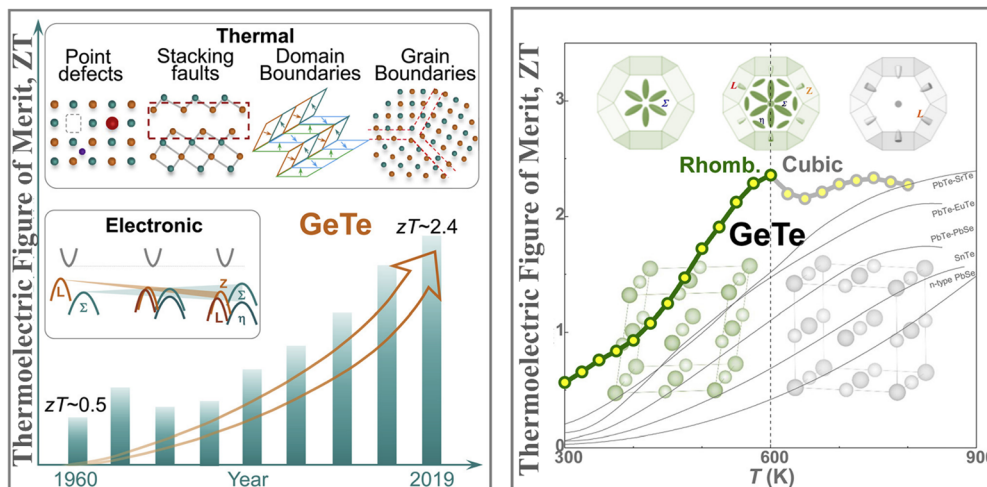 Thermoelectric Figure of Merit, ZT
Thermal
Point
defects
Stacking
faults
Domain
Boundaries
Grain
Boundaries
Electronic
L
Σ
Z
Σ
L
η
GeTe
zT~2.4
zT~0.5
1960
Year
2019
Thermoelectric Figure of Merit, ZT
3
2
1
0
Σ
L
Z
Σ
η
L
Rhomb.
Cubic
GeTe
PbTe-SrTe
PbTe-EuTe
PbTe-PbSe
SnTe
n-type PbSe
300
600
900
T (K)